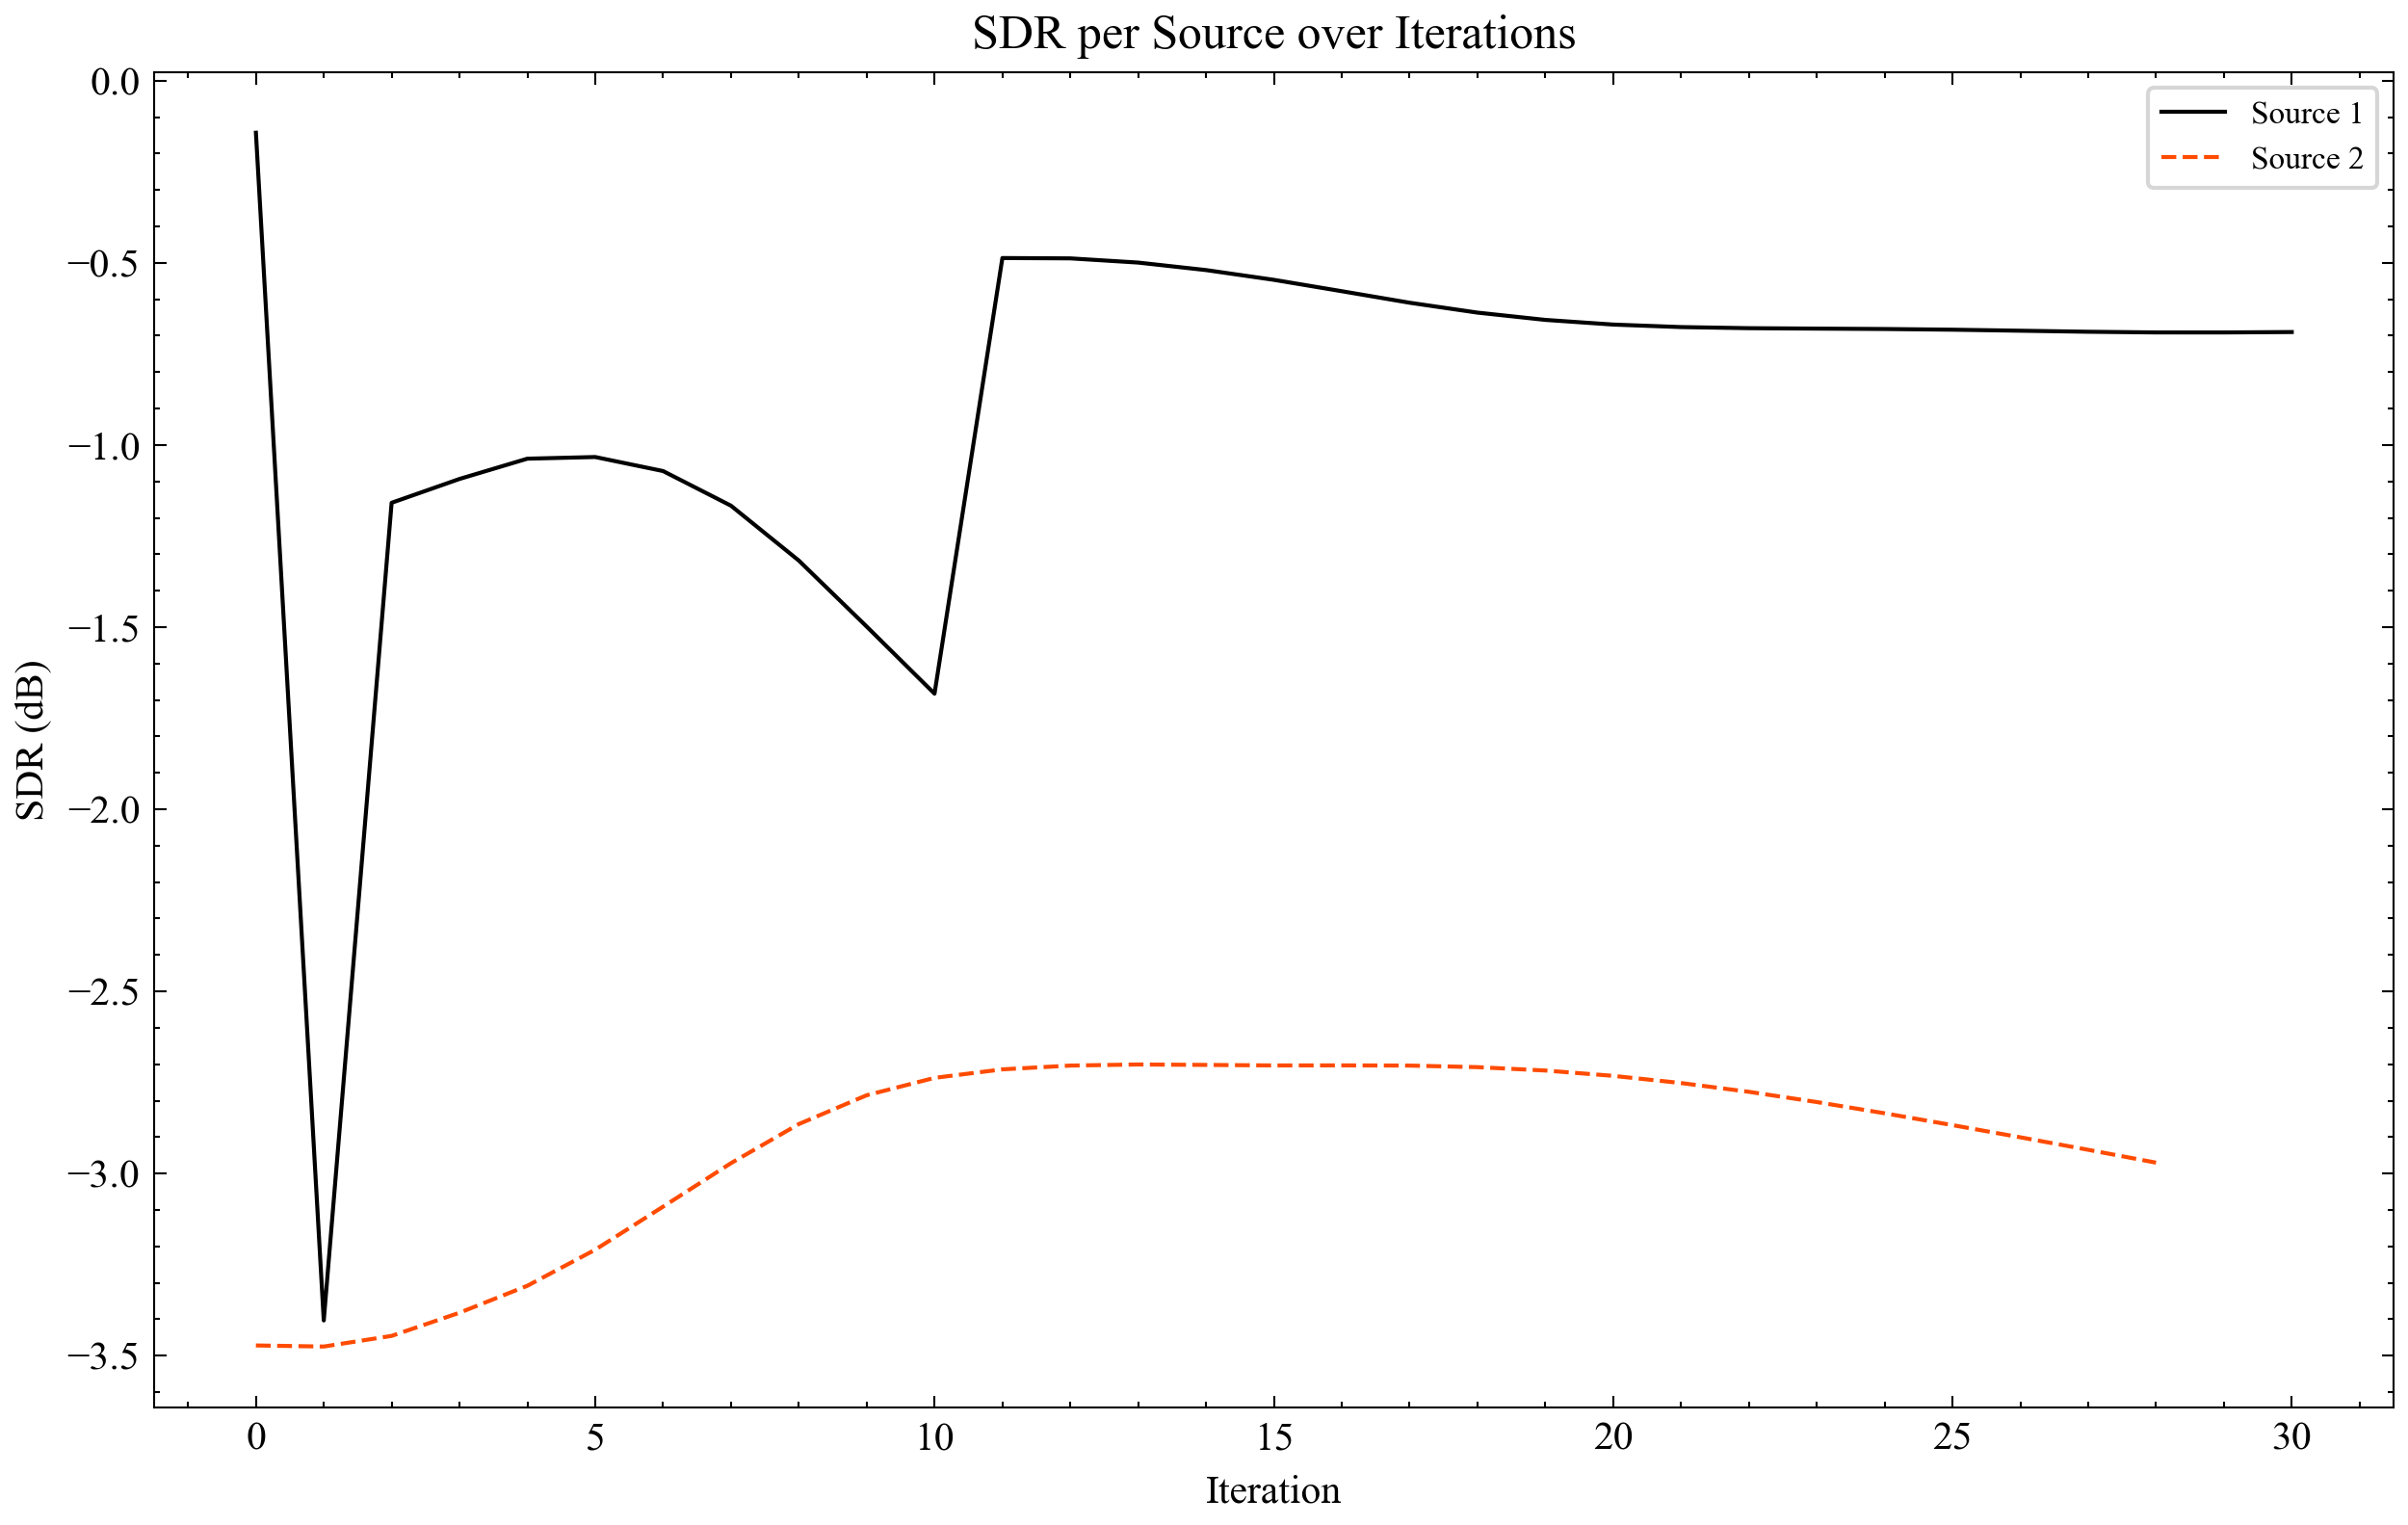 SDR per Source over Iterations
Source 1
Source 2
SDR (dB)
0.0
−0.5
−1.0
−1.5
−2.0
−2.5
−3.0
−3.5
0 5 10 15 20 25 30
Iteration